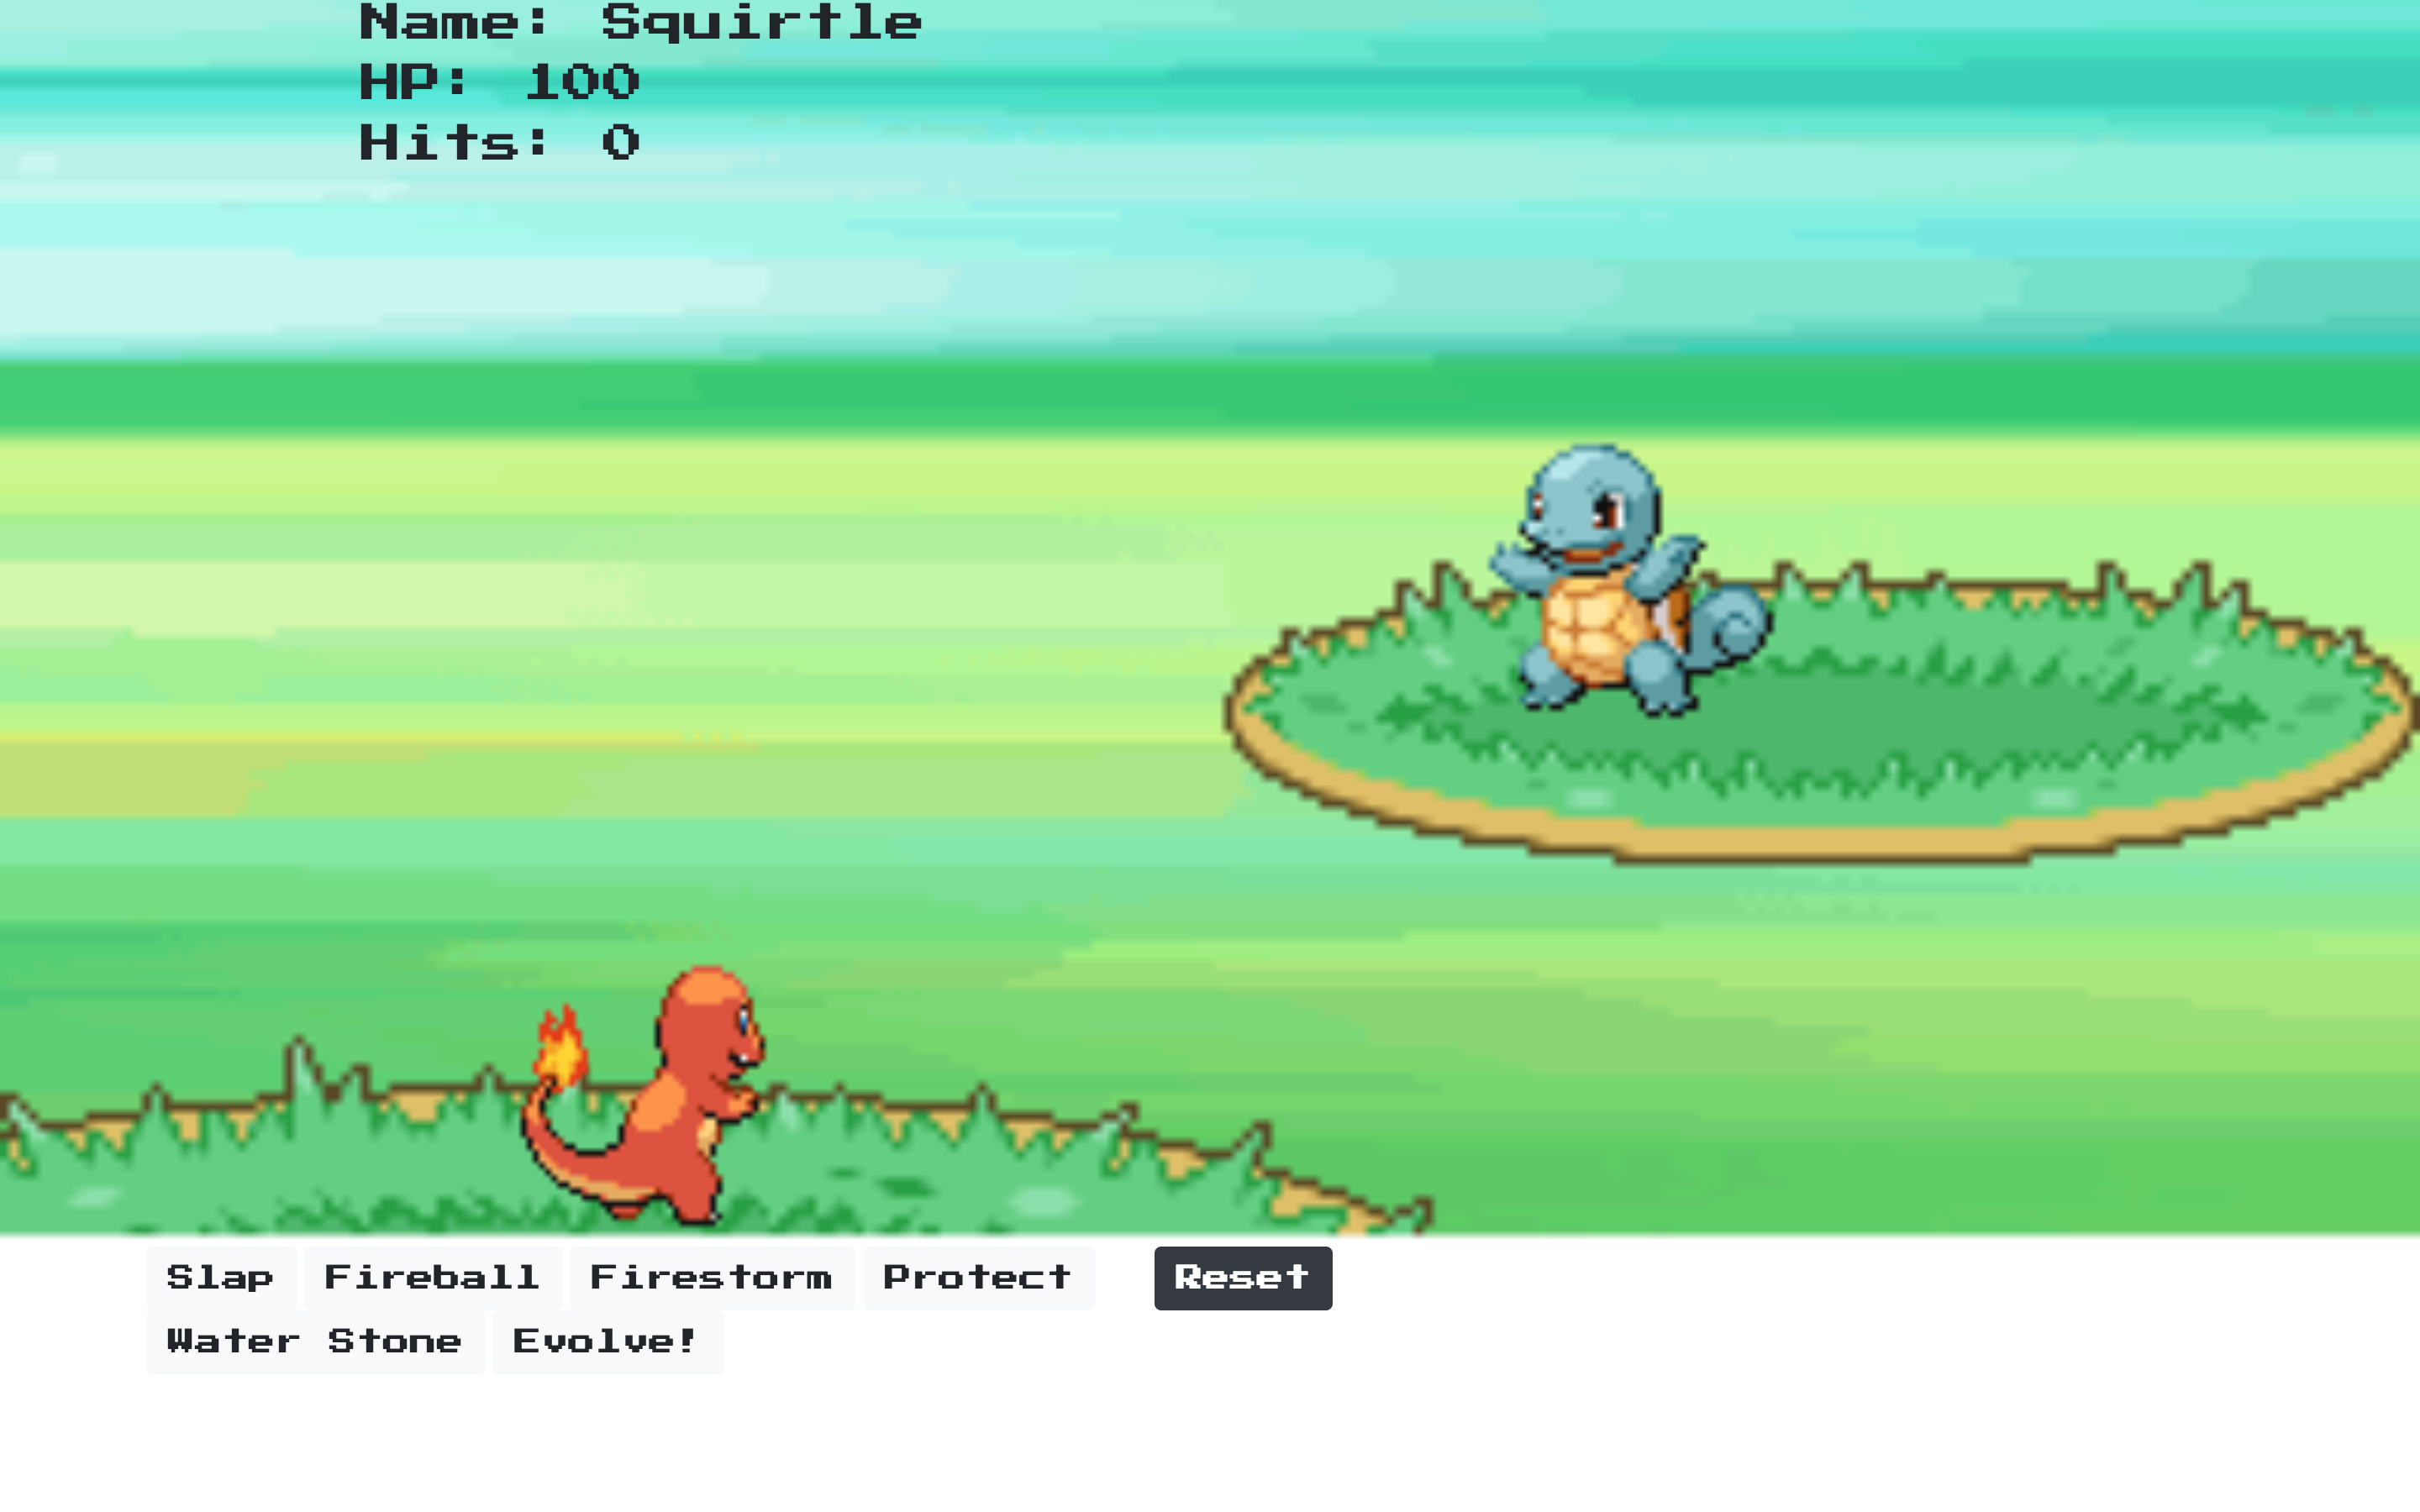 Name: Squirtle
HP: 100
Hits: 0
Slap Fireball Firestorm Protect Reset
Water Stone Evolve!